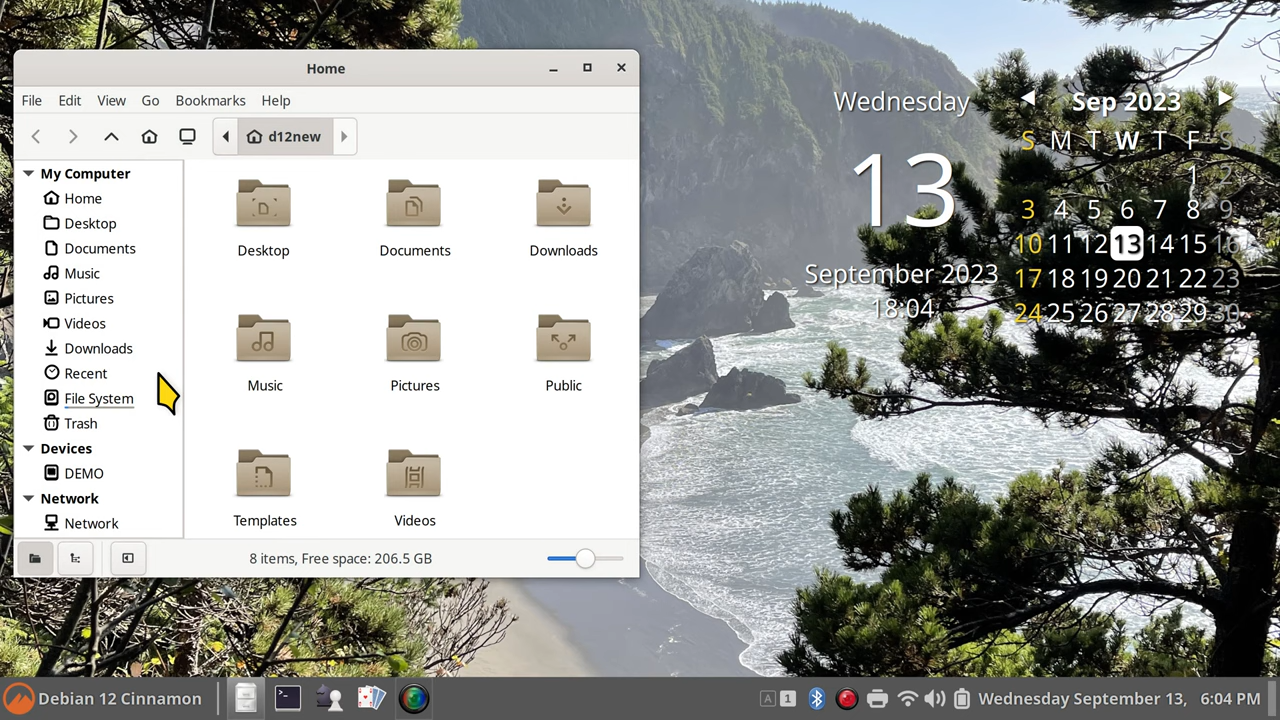 Home
File Edit View Go Bookmarks Help
d12new
My Computer
Home
Desktop
Documents
Music
Pictures
Videos
Downloads
Recent
File System
Trash
Devices
DEMO
Network
Network
Desktop Documents Downloads
Music Pictures Public
Templates Videos
8 items, Free space: 206.5 GB
Wednesday
13
September 2023
18:04
Sep 2023
S M T W T F S
1 2
3 4 5 6 7 8 9
10 11 12 13 14 15 16
17 18 19 20 21 22 23
24 25 26 27 28 29 30
Debian 12 Cinnamon
A 1
Wednesday September 13, 6:04 PM